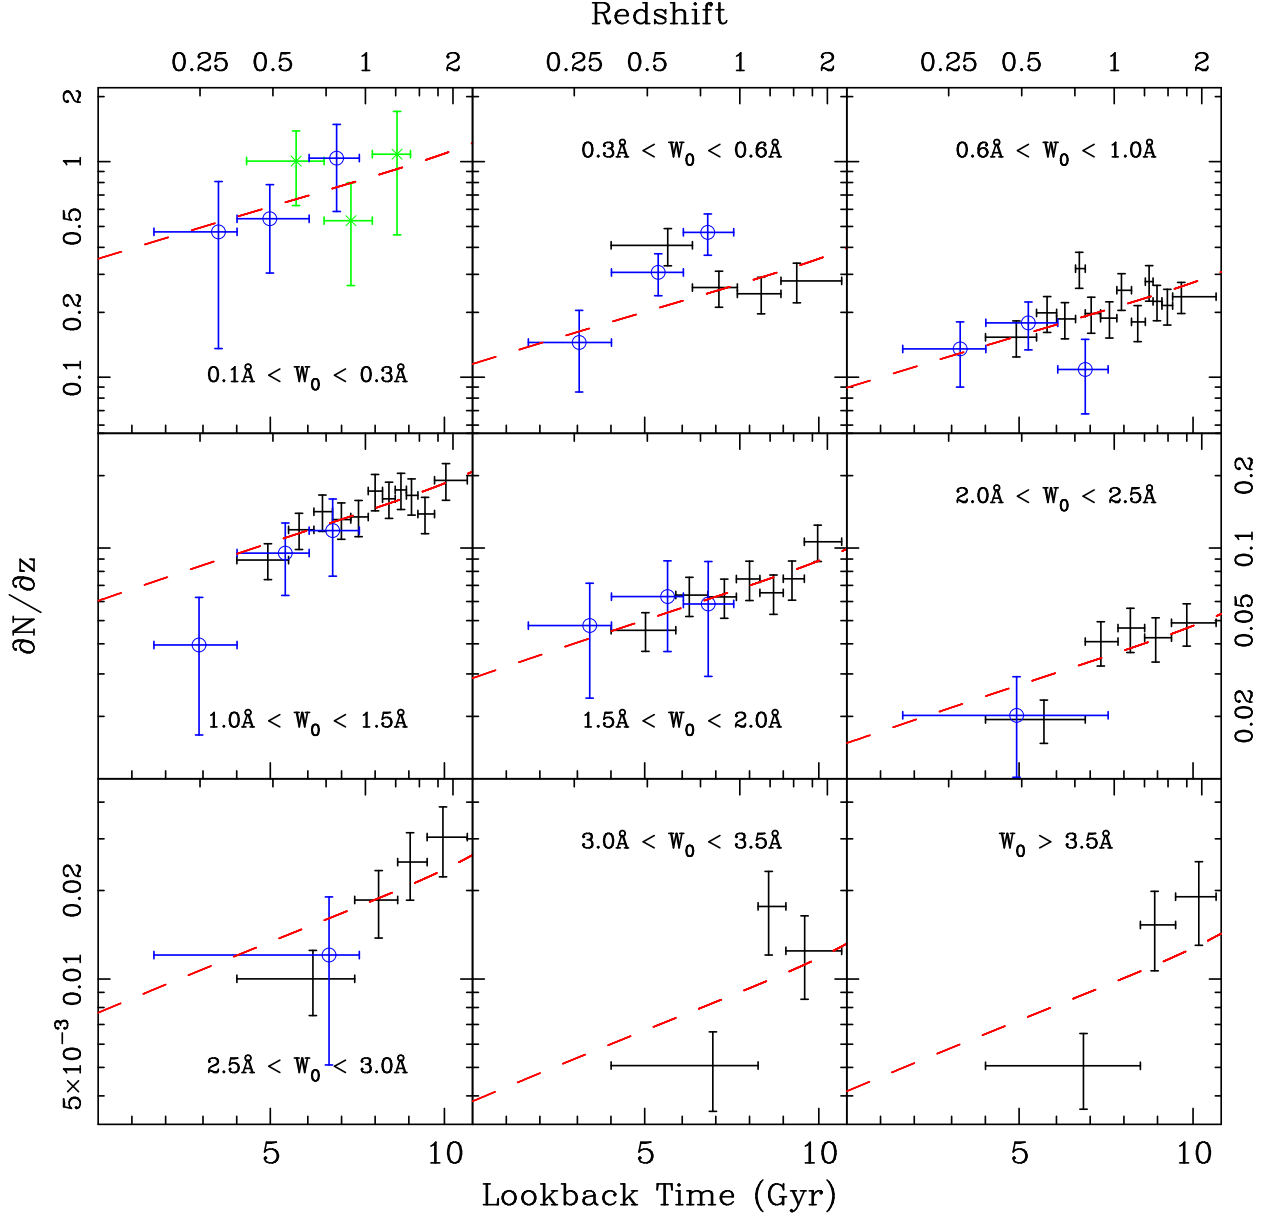 Redshift
0.25 0.5 1 2 0.25 0.5 1 2 0.25 0.5 1 2
2
1
0.5
0.2
0.1
0.1Å < W₀ < 0.3Å
0.3Å < W₀ < 0.6Å
0.6Å < W₀ < 1.0Å
∂N/∂z
1.0Å < W₀ < 1.5Å
1.5Å < W₀ < 2.0Å
2.0Å < W₀ < 2.5Å
0.2
0.1
0.05
0.02
0.02
0.01
5×10⁻³
2.5Å < W₀ < 3.0Å
3.0Å < W₀ < 3.5Å
W₀ > 3.5Å
5 10 5 10 5 10
Lookback Time (Gyr)